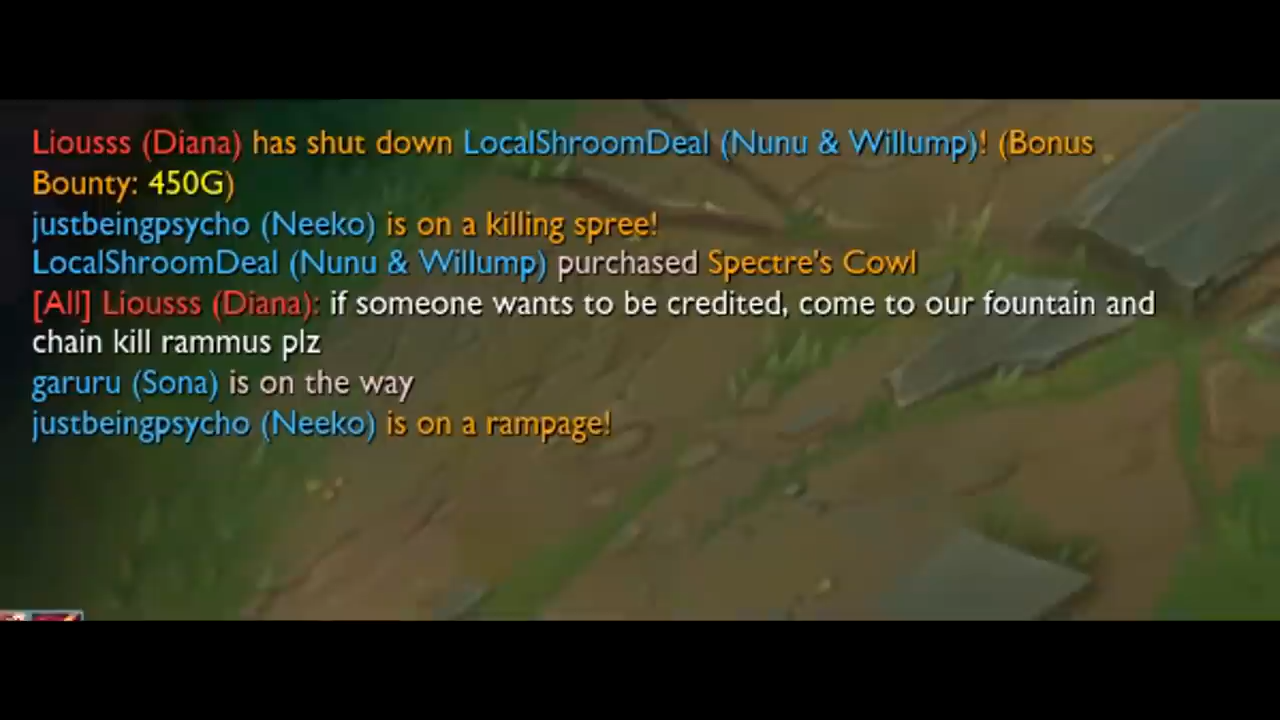 Liousss (Diana) has shut down LocalShroomDeal (Nunu & Willump)! (Bonus
Bounty: 450G)
justbeingpsycho (Neeko) is on a killing spree!
LocalShroomDeal (Nunu & Willump) purchased Spectre's Cowl
[All] Liousss (Diana): if someone wants to be credited, come to our fountain and
chain kill rammus plz
garuru (Sona) is on the way
justbeingpsycho (Neeko) is on a rampage!